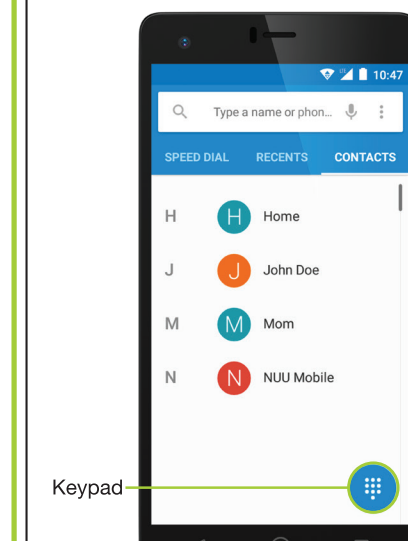 10:47
Type a name or phon...
SPEED DIAL RECENTS CONTACTS
H H Home
J J John Doe
M M Mom
N N NUU Mobile
Keypad